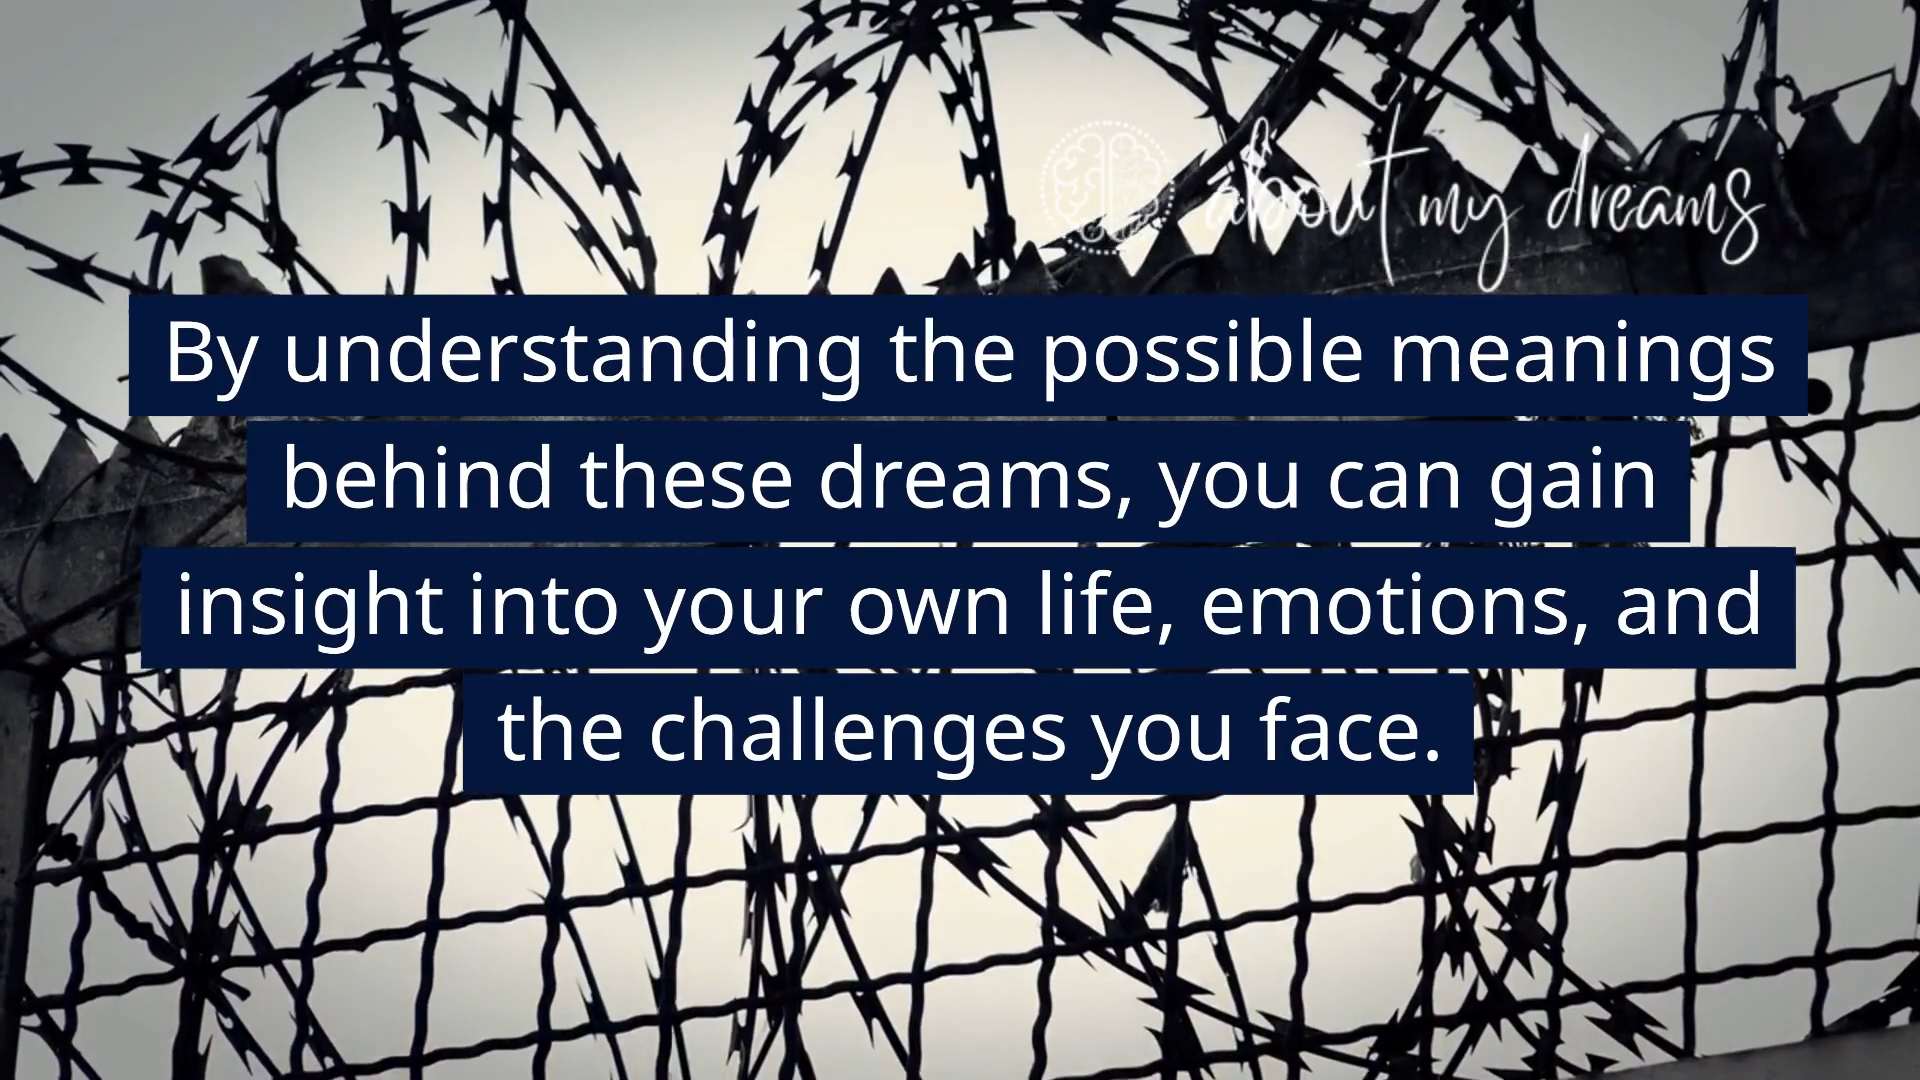 about my dreams
By understanding the possible meanings
behind these dreams, you can gain
insight into your own life, emotions, and
the challenges you face.